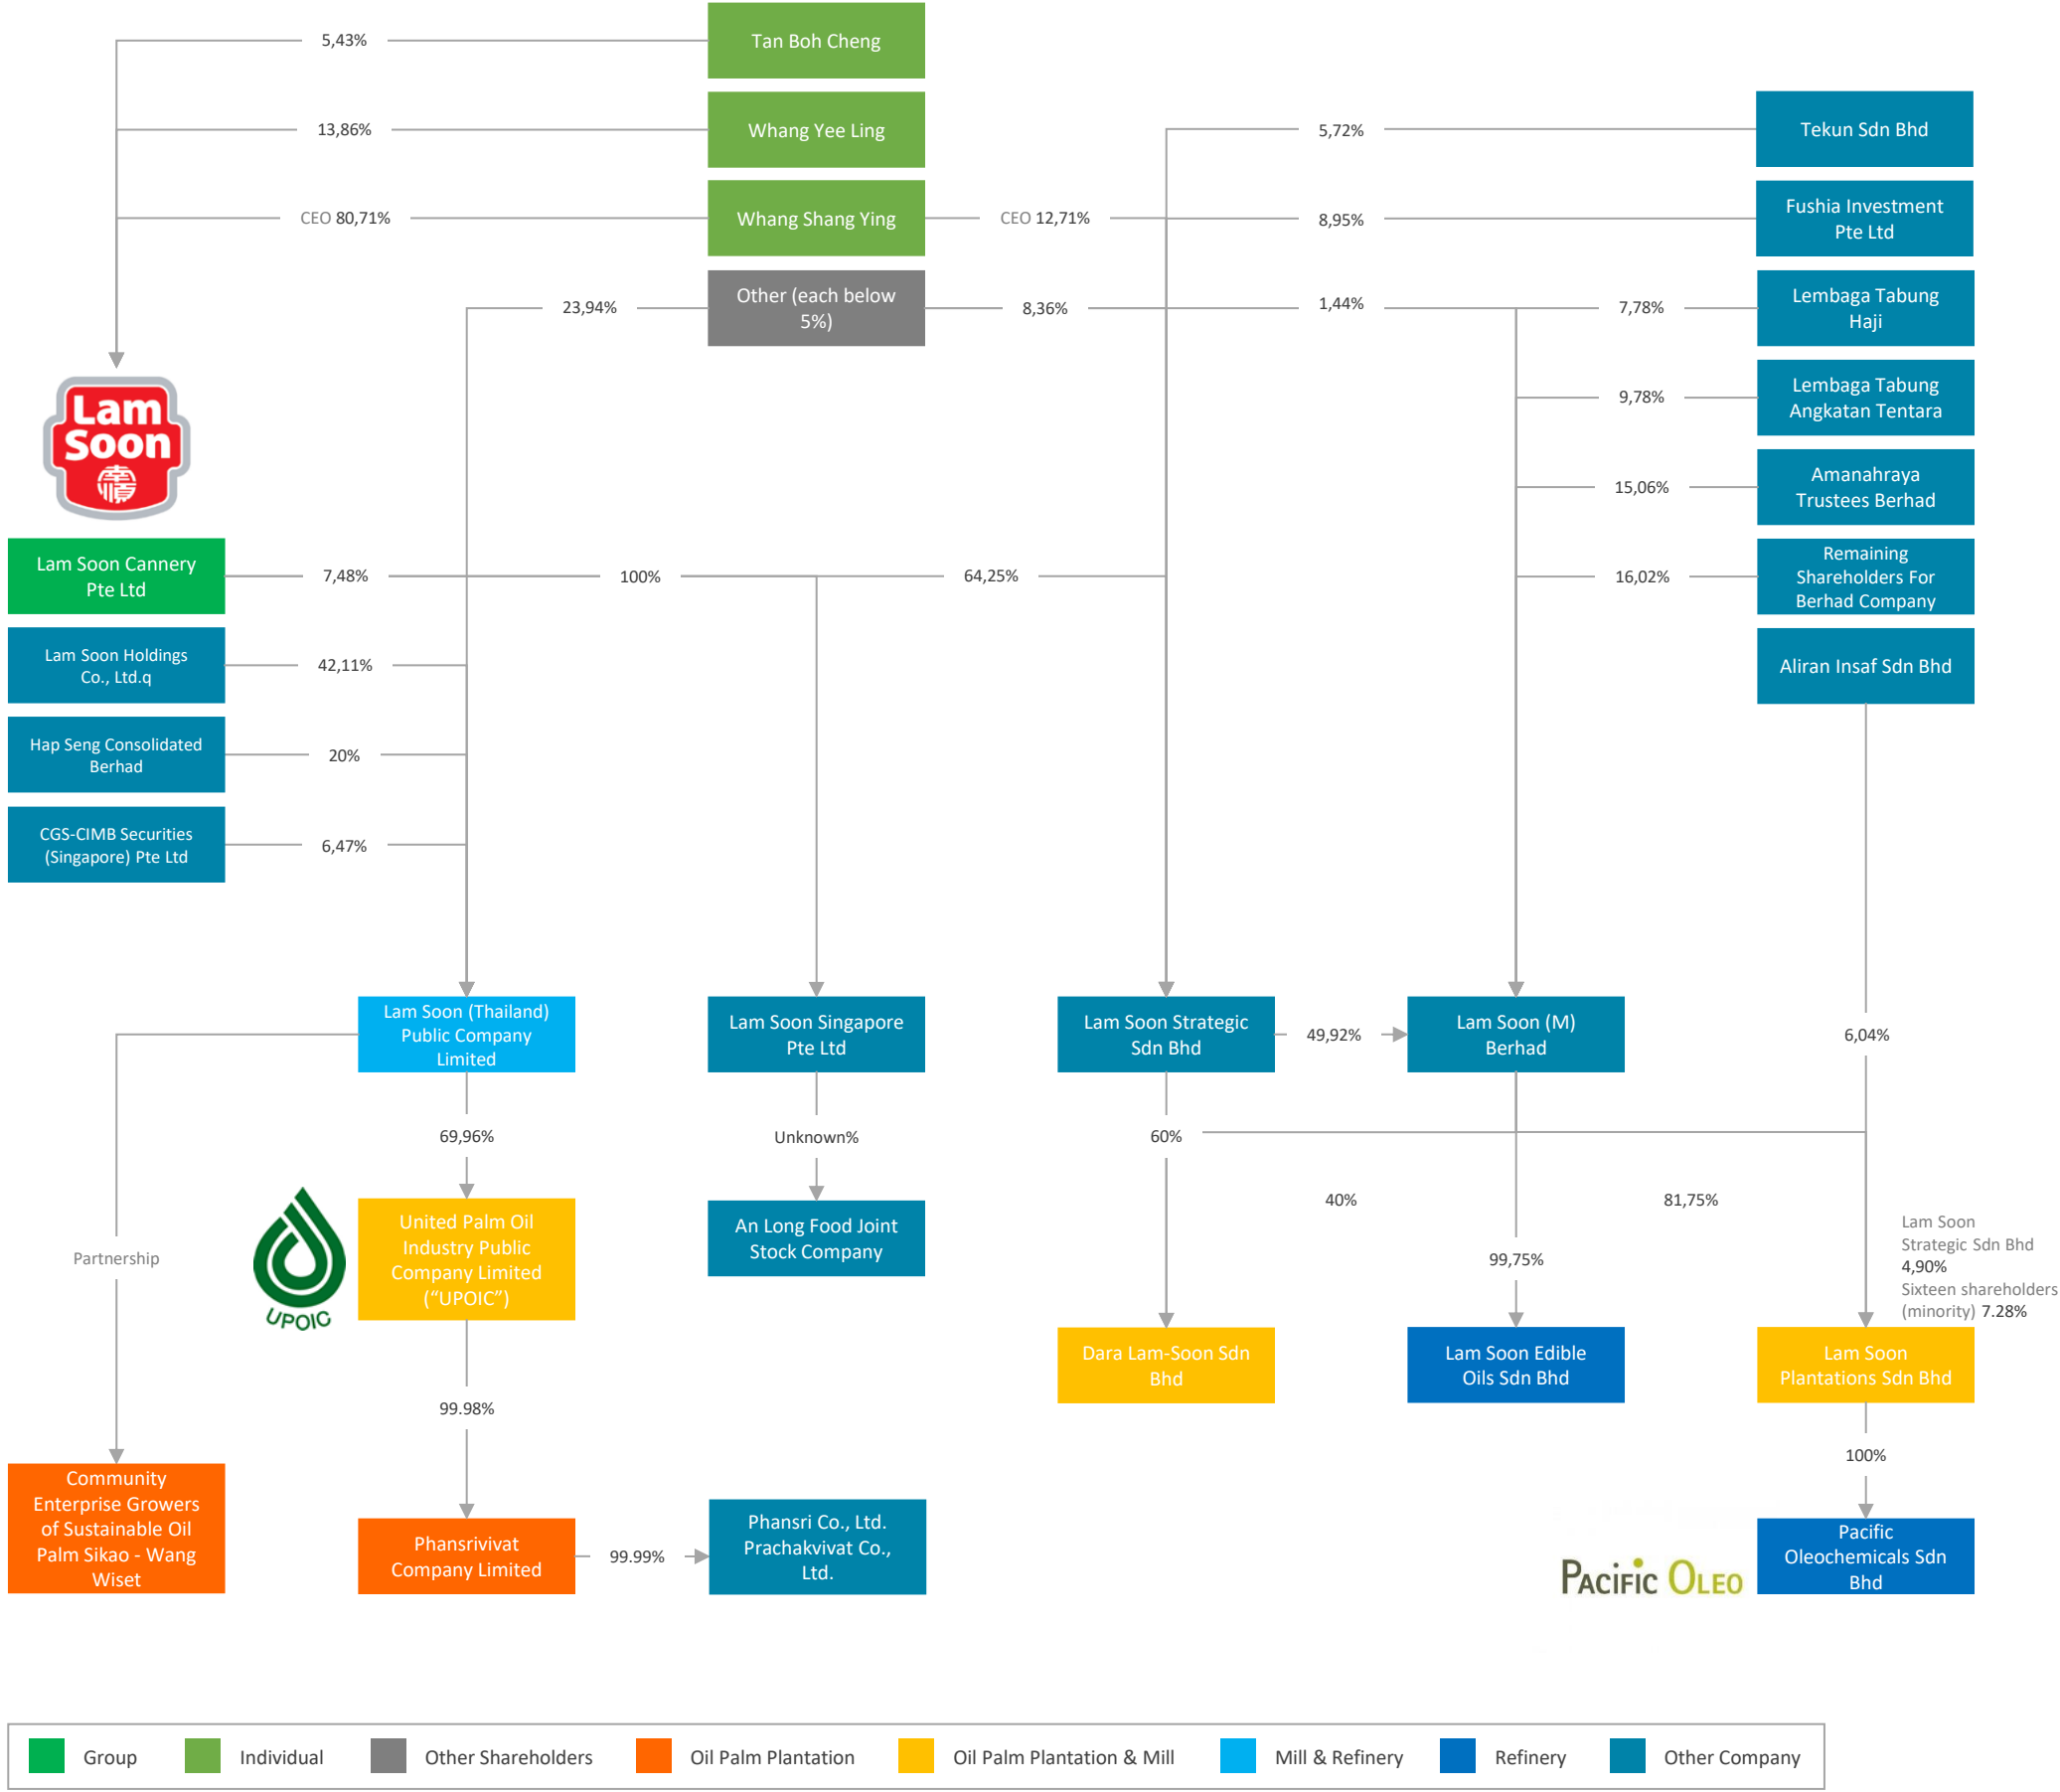 Tan Boh Cheng
5,43%
Whang Yee Ling
13,86%
5,72%
Tekun Sdn Bhd
CEO 80,71%
Whang Shang Ying
CEO 12,71%
8,95%
Fushia Investment
Pte Ltd
23,94%
Other (each below
5%)
8,36%
1,44%
7,78%
Lembaga Tabung
Haji
9,78%
Lembaga Tabung
Angkatan Tentara
Lam
Soon
15,06%
Amanahraya
Trustees Berhad
Lam Soon Cannery
Pte Ltd
7,48%
100%
64,25%
16,02%
Remaining
Shareholders For
Berhad Company
Lam Soon Holdings
Co., Ltd.q
42,11%
Aliran Insaf Sdn Bhd
Hap Seng Consolidated
Berhad
20%
CGS-CIMB Securities
(Singapore) Pte Ltd
6,47%
Lam Soon (Thailand)
Public Company
Limited
Lam Soon Singapore
Pte Ltd
Lam Soon Strategic
Sdn Bhd
49,92%
Lam Soon (M)
Berhad
6,04%
69,96%
Unknown%
60%
40%
81,75%
Partnership
United Palm Oil
Industry Public
Company Limited
(“UPOIC”)
UPOIC
An Long Food Joint
Stock Company
99,75%
Lam Soon
Strategic Sdn Bhd
4,90%
Sixteen shareholders
(minority) 7.28%
Dara Lam-Soon Sdn
Bhd
Lam Soon Edible
Oils Sdn Bhd
Lam Soon
Plantations Sdn Bhd
99.98%
100%
Community
Enterprise Growers
of Sustainable Oil
Palm Sikao - Wang
Wiset
Phansrivivat
Company Limited
99.99%
Phansri Co., Ltd.
Prachakvivat Co.,
Ltd.
PACIFIC OLEO
Pacific
Oleochemicals Sdn
Bhd
Group
Individual
Other Shareholders
Oil Palm Plantation
Oil Palm Plantation & Mill
Mill & Refinery
Refinery
Other Company